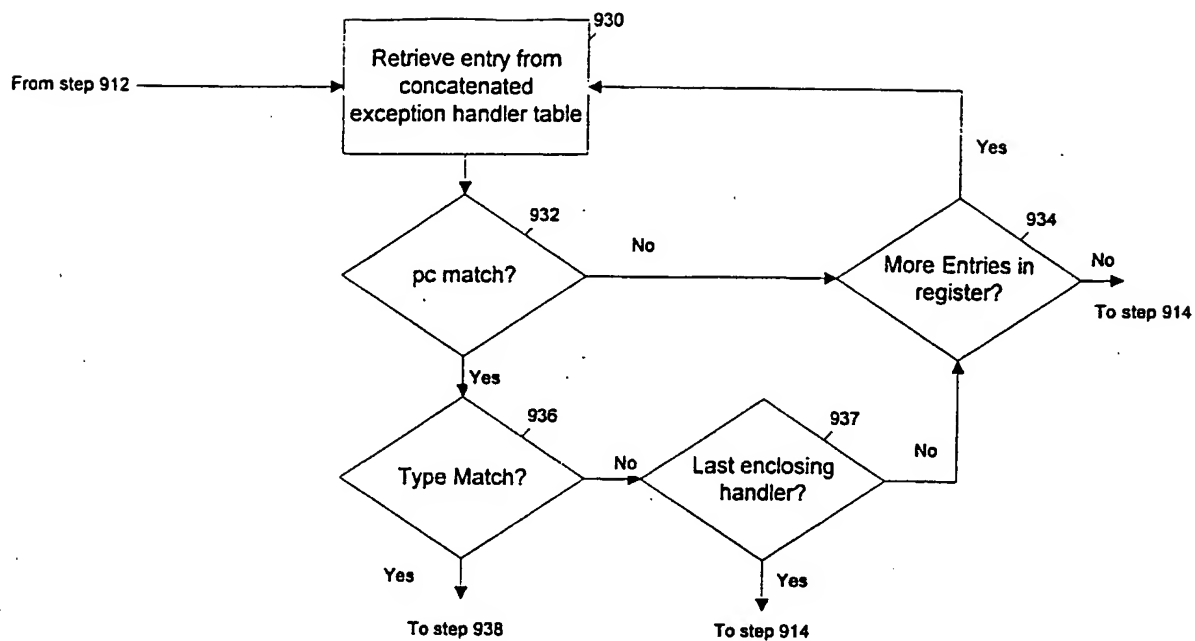 930
Retrieve entry from
concatenated
exception handler table
From step 912
Yes
932
934
No
pc match?
More Entries in
register?
No
To step 914
Yes
936
937
No
No
Type Match?
Last enclosing
handler?
Yes
Yes
To step 938
To step 914